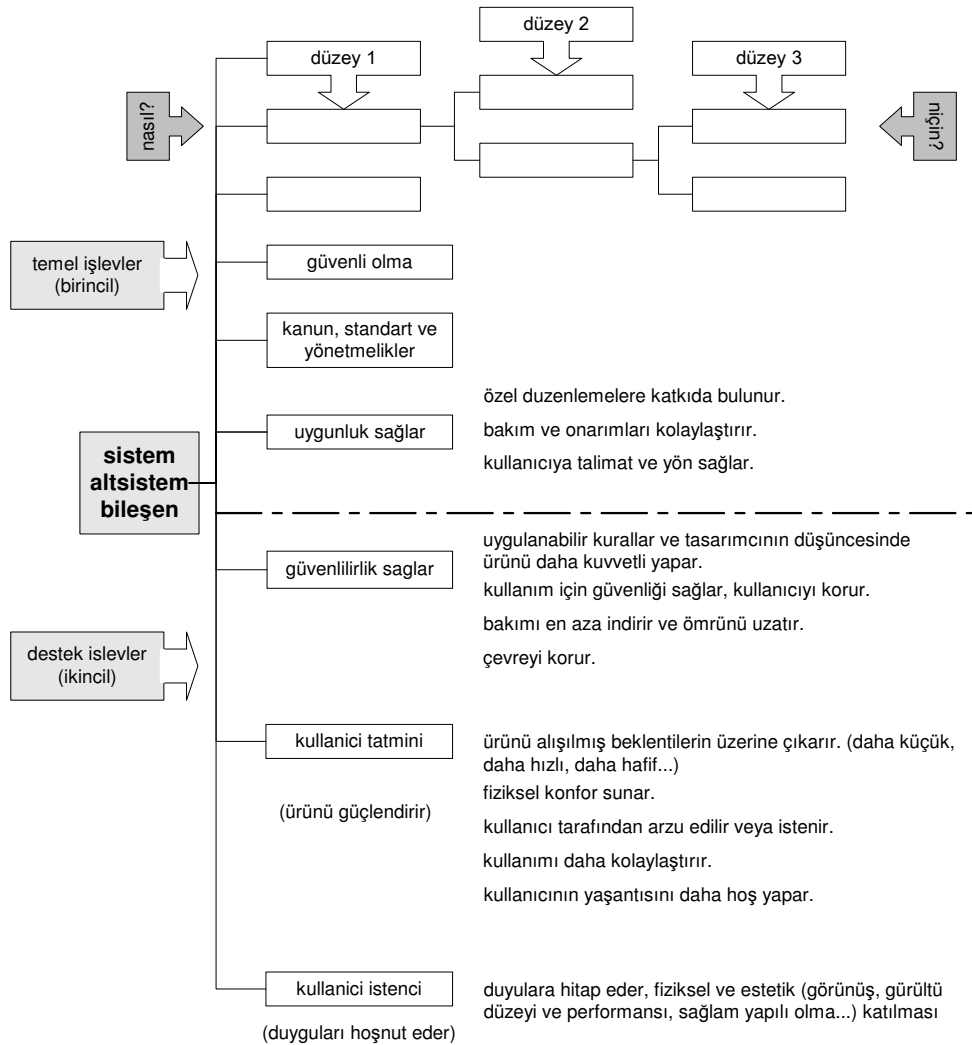 düzey 2
düzey 1
düzey 3
nasıl?
niçin?
temel işlevler
(birincil)
güvenli olma
kanun, standart ve
yönetmelikler
özel duzenlemelere katkıda bulunur.
uygunluk sağlar
bakım ve onarımları kolaylaştırır.
kullanıcıya talimat ve yön sağlar.
sistem
altsistem
bileşen
uygulanabilir kurallar ve tasarımcının düşüncesinde
ürünü daha kuvvetli yapar.
güvenlilirlik saglar
kullanım için güvenliği sağlar, kullanıcıyı korur.
bakımı en aza indirir ve ömrünü uzatır.
çevreyi korur.
destek islevler
(ikincil)
kullanici tatmini
ürünü alışılmış beklentilerin üzerine çıkarır. (daha küçük,
daha hızlı, daha hafif...)
(ürünü güçlendirir)
fiziksel konfor sunar.
kullanıcı tarafından arzu edilir veya istenir.
kullanımı daha kolaylaştırır.
kullanıcının yaşantısını daha hoş yapar.
kullanici istenci
duyulara hitap eder, fiziksel ve estetik (görünüş, gürültü
düzeyi ve performansı, sağlam yapılı olma...) katılması
(duyguları hoşnut eder)